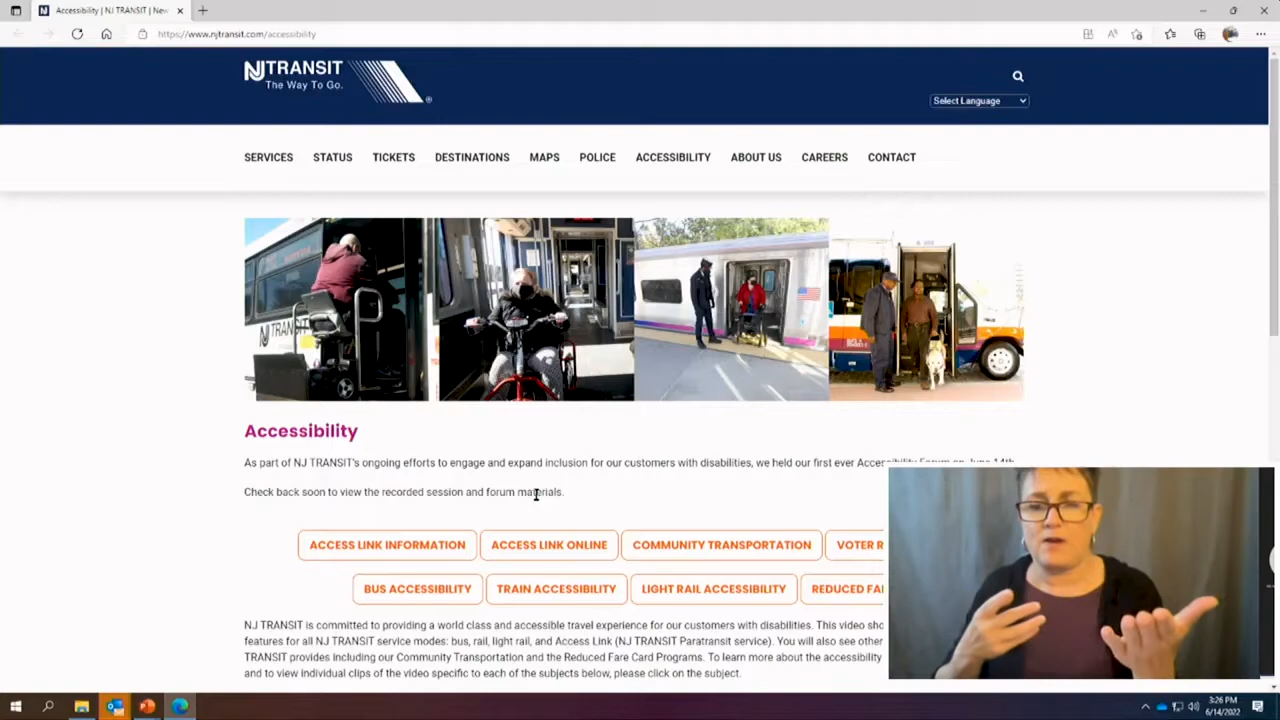 Accessibility | NJ TRANSIT | New
https://www.njtransit.com/accessibility
NJTRANSIT
The Way To Go.
Select Language
SERVICES STATUS TICKETS DESTINATIONS MAPS POLICE ACCESSIBILITY ABOUT US CAREERS CONTACT
NJ TRANSIT
Accessibility
As part of NJ TRANSIT's ongoing efforts to engage and expand inclusion for our customers with disabilities, we held our first ever Accessibility Forum on June 14th.
Check back soon to view the recorded session and forum materials.
ACCESS LINK INFORMATION ACCESS LINK ONLINE COMMUNITY TRANSPORTATION VOTER R
BUS ACCESSIBILITY TRAIN ACCESSIBILITY LIGHT RAIL ACCESSIBILITY REDUCED FA
NJ TRANSIT is committed to providing a world class and accessible travel experience for our customers with disabilities. This video sho
features for all NJ TRANSIT service modes: bus, rail, light rail, and Access Link (NJ TRANSIT Paratransit service). You will also see other
TRANSIT provides including our Community Transportation and the Reduced Fare Card Programs. To learn more about the accessibility
and to view individual clips of the video specific to each of the subjects below, please click on the subject.
3:26 PM
6/14/2022